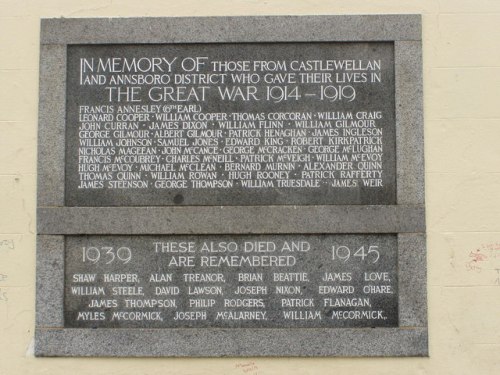 IN MEMORY OF THOSE FROM CASTLEWELLAN
AND ANNSBORO DISTRICT WHO GAVE THEIR LIVES IN
THE GREAT WAR 1914-1919
FRANCIS ANNESLEY (6TH EARL)
LEONARD COOPER · WILLIAM COOPER · THOMAS CORCORAN · WILLIAM CRAIG
JOHN CURRAN · JAMES DIXON · WILLIAM FLINN · WILLIAM GILMOUR
GEORGE GILMOUR · ALBERT GILMOUR · PATRICK HENAGHAN · JAMES INGLESON
WILLIAM JOHNSON · SAMUEL JONES · EDWARD KING · ROBERT KIRKPATRICK
NICHOLAS MAGEEAN · JOHN McCANCE · GEORGE McCRACKEN · GEORGE McLUGHAN
FRANCIS McCOUBREY · CHARLES McNEILL · PATRICK McVEIGH · WILLIAM McEVOY
HUGH McEVOY · MICHAEL McCLEAN · BERNARD MURNIN · ALEXANDER QUINN
THOMAS QUINN · WILLIAM ROWAN · HUGH ROONEY · PATRICK RAFFERTY
JAMES STEENSON · GEORGE THOMPSON · WILLIAM TRUESDALE · JAMES WEIR
1939 THESE ALSO DIED AND 1945
ARE REMEMBERED
SHAW HARPER, ALAN TREANOR, BRIAN BEATTIE, JAMES LOVE,
WILLIAM STEELE, DAVID LAWSON, JOSEPH NIXON, EDWARD O'HARE,
JAMES THOMPSON, PHILIP RODGERS, PATRICK FLANAGAN,
MYLES McCORMICK, JOSEPH McALARNEY, WILLIAM McCORMICK,